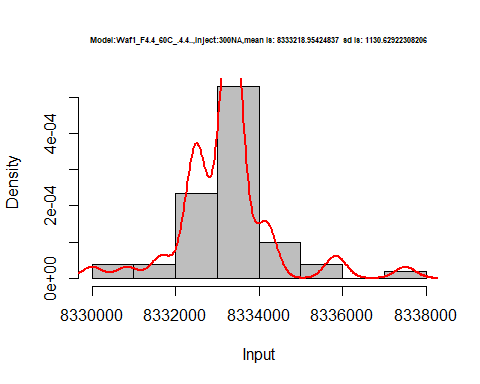 Model:Waf1_F4.4_60C_.4.4.,Inject:300NA,mean is: 8333218.95424837 sd is: 1130.62922308206
Density
4e-04
2e-04
0e+00
8330000 8332000 8334000 8336000 8338000
Input